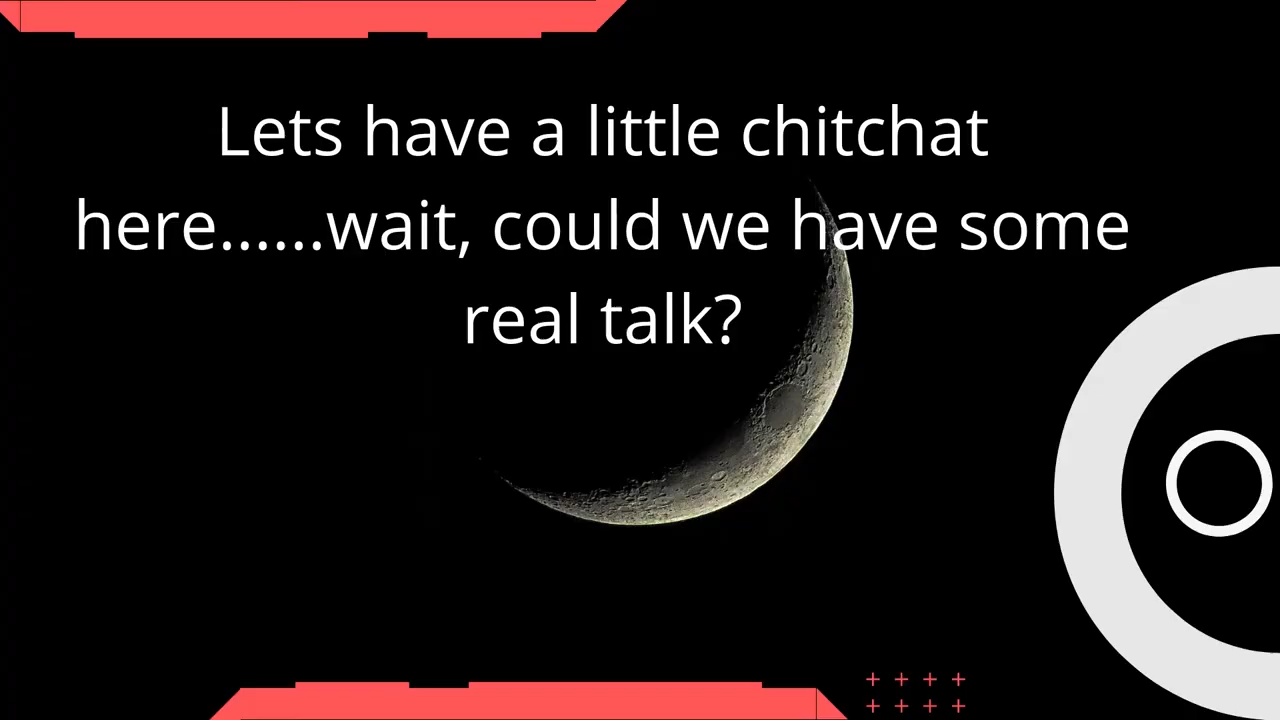 Lets have a little chitchat
here......wait, could we have some
real talk?